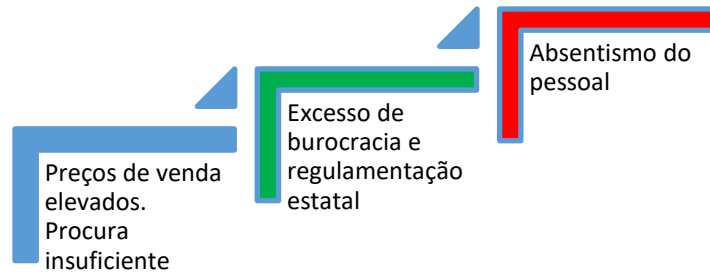 Preços de venda
elevados.
Procura
insuficiente
Excesso de
burocracia e
regulamentação
estatal
Absentismo do
pessoal